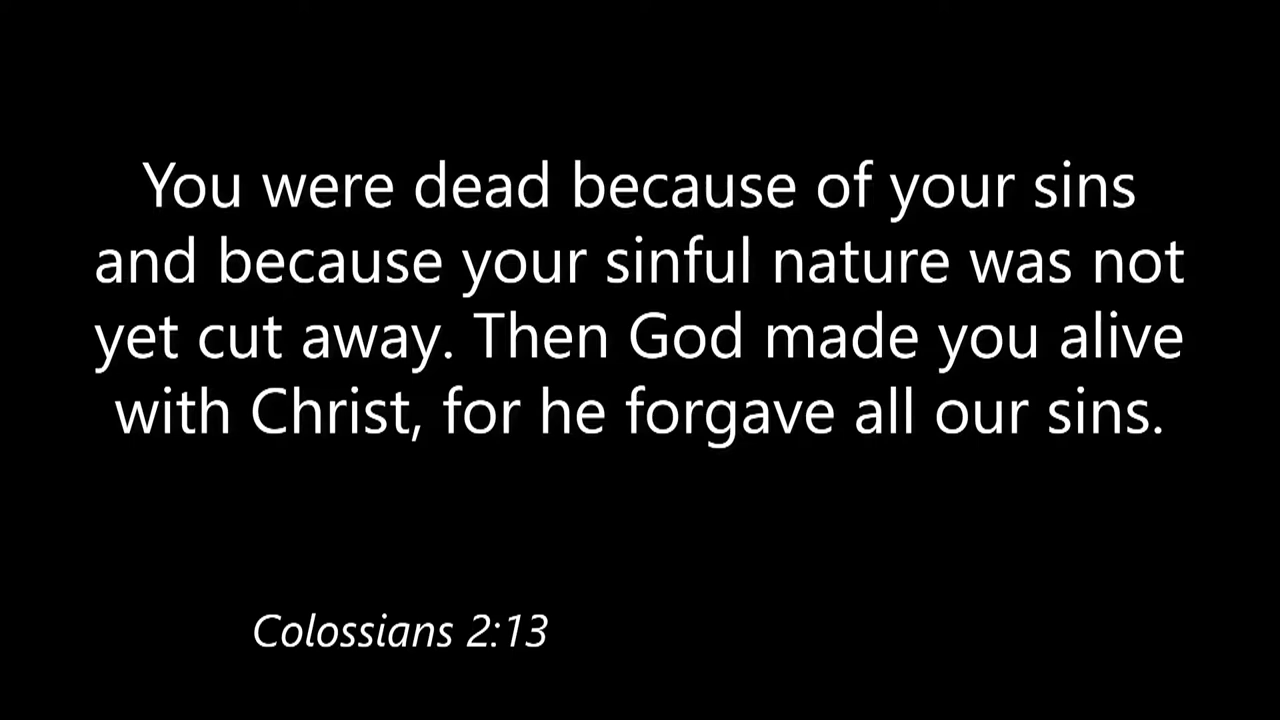 You were dead because of your sins
and because your sinful nature was not
yet cut away. Then God made you alive
with Christ, for he forgave all our sins.
Colossians 2:13